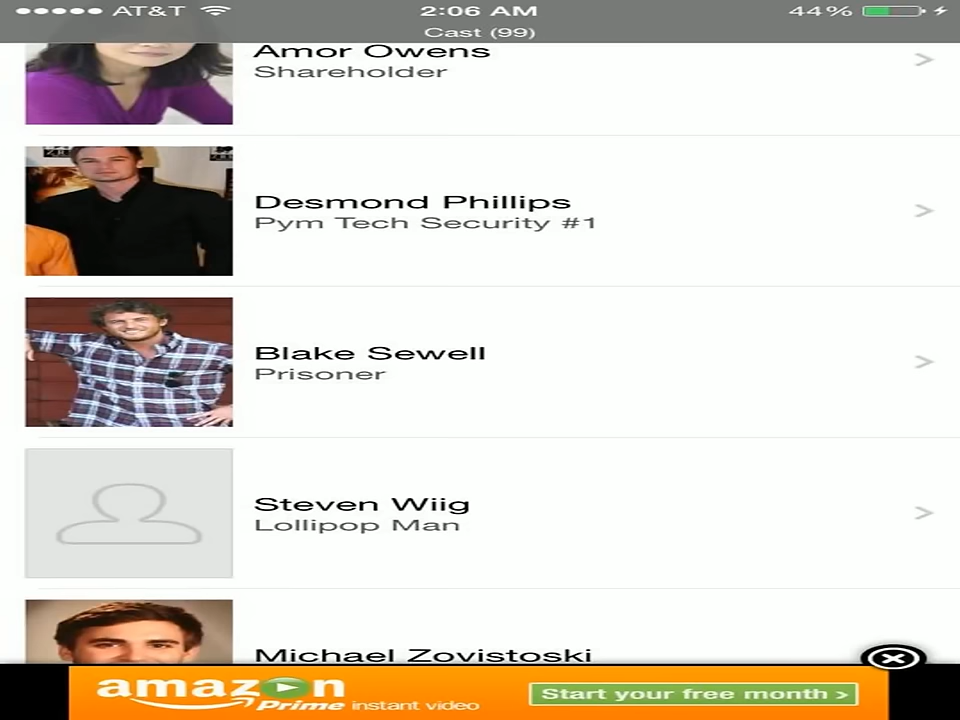 AT&T 2:06 AM 44%
Cast (99)
Amor Owens
Shareholder
Desmond Phillips
Pym Tech Security #1
Blake Sewell
Prisoner
Steven Wiig
Lollipop Man
Michael Zovistoski
amazon
Prime instant video
Start your free month >